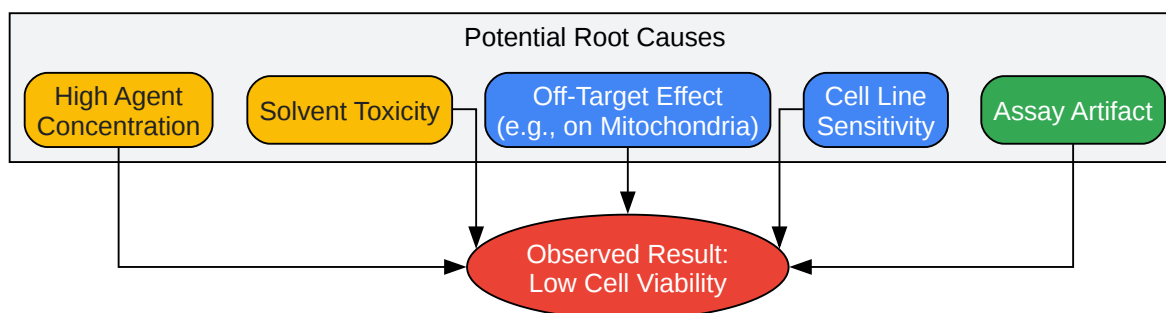 Potential Root Causes
High Agent
Concentration
Solvent Toxicity
Off-Target Effect
(e.g., on Mitochondria)
Cell Line
Sensitivity
Assay Artifact
Observed Result:
Low Cell Viability